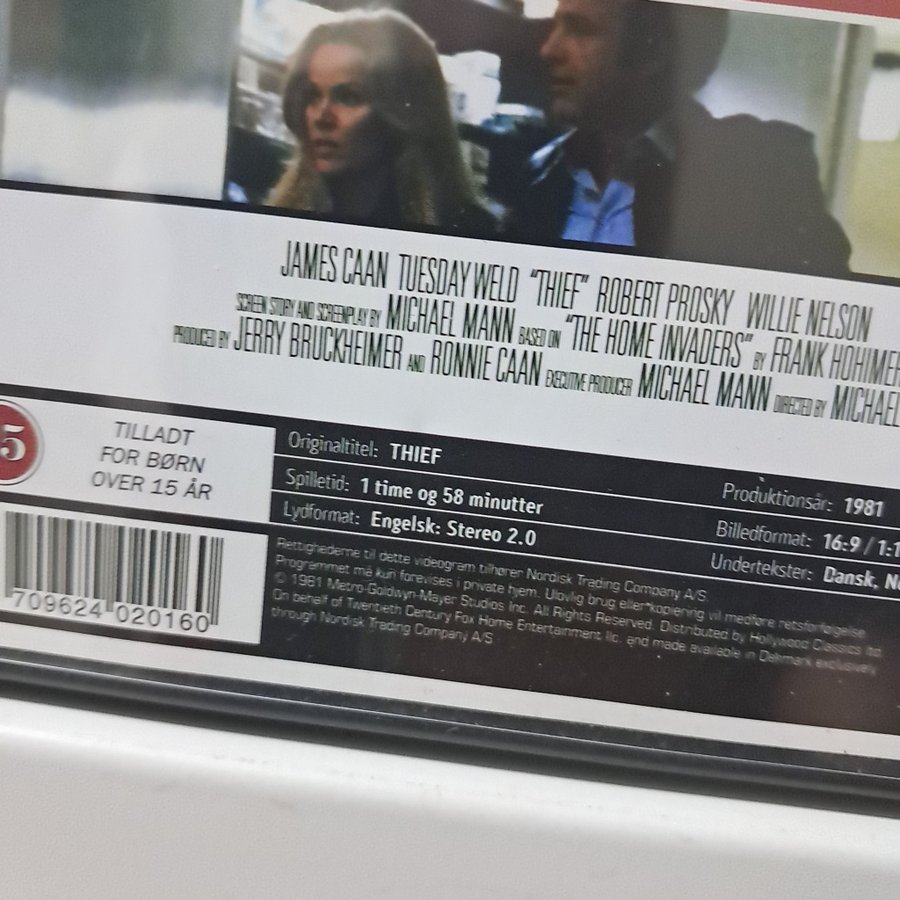 JAMES CAAN TUESDAY WELD "THIEF" ROBERT PROSKY WILLIE NELSON
SCREEN STORY AND SCREENPLAY BY MICHAEL MANN BASED ON "THE HOME INVADERS" BY FRANK HOHIMER
PRODUCED BY JERRY BRUCKHEIMER AND RONNIE CAAN EXECUTIVE PRODUCER MICHAEL MANN DIRECTED BY MICHAEL
5
TILLADT
FOR BØRN
OVER 15 ÅR
Originaltitel: THIEF
Spilletid: 1 time og 58 minutter
Lydformat: Engelsk: Stereo 2.0
Produktionsår: 1981
Billedformat: 16:9 / 1:1
Undertekster: Dansk, N
Rettighederne til dette videogram tilhører Nordisk Trading Company A/S.
Programmet må kun forevises i private hjem. Ulovlig brug eller kopiering vil medføre retsforfølgelse
© 1981 Metro-Goldwyn-Mayer Studios Inc. All Rights Reserved. Distributed by Hollywood Classics ltd
On behalf of Twentieth Century Fox Home Entertainment llc. and made available in Denmark exclusively
through Nordisk Trading Company A/S
709624 020160